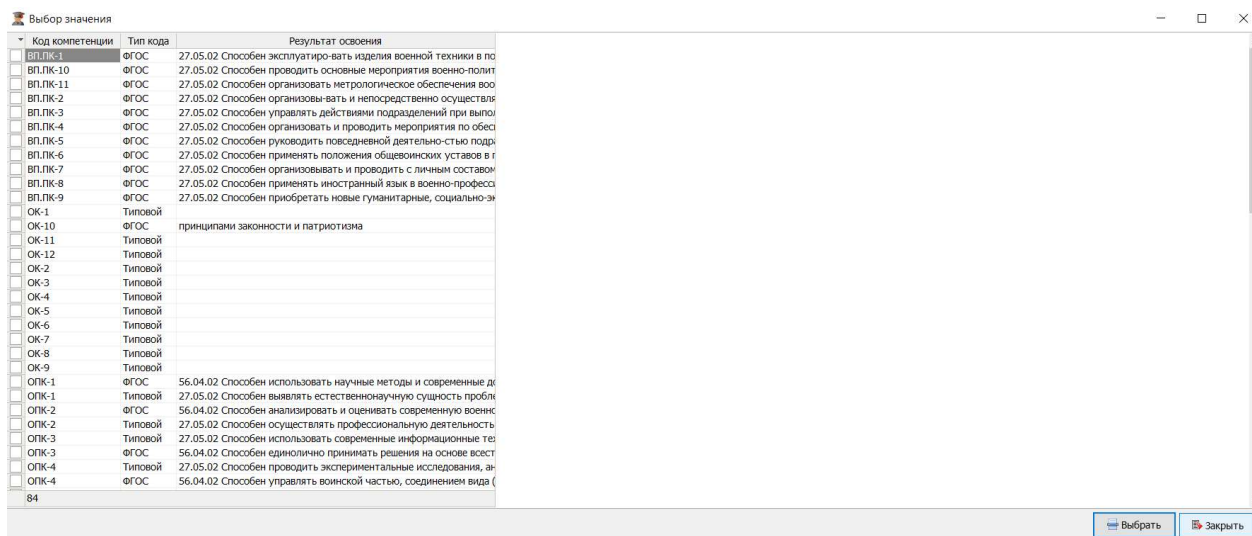 Выбор значения
Код компетенции Тип кода Результат освоения
ВП.ПК-1 ФГОС 27.05.02 Способен эксплуатиро-вать изделия военной техники в по
ВП.ПК-10 ФГОС 27.05.02 Способен проводить основные мероприятия военно-полит
ВП.ПК-11 ФГОС 27.05.02 Способен организовать метрологическое обеспечения воо
ВП.ПК-2 ФГОС 27.05.02 Способен организовы-вать и непосредственно осуществля
ВП.ПК-3 ФГОС 27.05.02 Способен управлять действиями подразделений при выпол
ВП.ПК-4 ФГОС 27.05.02 Способен организовать и проводить мероприятия по обесп
ВП.ПК-5 ФГОС 27.05.02 Способен руководить повседневной деятельно-стью подра
ВП.ПК-6 ФГОС 27.05.02 Способен применять положения общевоинских уставов в п
ВП.ПК-7 ФГОС 27.05.02 Способен организовывать и проводить с личным составом
ВП.ПК-8 ФГОС 27.05.02 Способен применять иностранный язык в военно-професси
ВП.ПК-9 ФГОС 27.05.02 Способен приобретать новые гуманитарные, социально-эк
ОК-1 Типовой
ОК-10 ФГОС принципами законности и патриотизма
ОК-11 Типовой
ОК-12 Типовой
ОК-2 Типовой
ОК-3 Типовой
ОК-4 Типовой
ОК-5 Типовой
ОК-6 Типовой
ОК-7 Типовой
ОК-8 Типовой
ОК-9 Типовой
ОПК-1 ФГОС 56.04.02 Способен использовать научные методы и современные до
ОПК-1 Типовой 27.05.02 Способен выявлять естественнонаучную сущность пробле
ОПК-2 ФГОС 56.04.02 Способен анализировать и оценивать современную военно
ОПК-2 Типовой 27.05.02 Способен осуществлять профессиональную деятельность
ОПК-3 Типовой 27.05.02 Способен использовать современные информационные тех
ОПК-3 ФГОС 56.04.02 Способен единолично принимать решения на основе всест
ОПК-4 Типовой 27.05.02 Способен проводить экспериментальные исследования, ан
ОПК-4 ФГОС 56.04.02 Способен управлять воинской частью, соединением вида (
84
Выбрать Закрыть